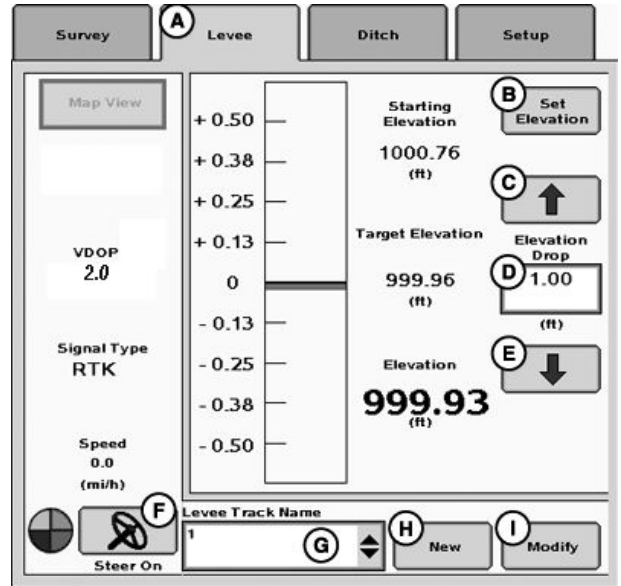 Survey
A
Levee
Ditch
Setup
Map View
VDOP
2.0
Signal Type
RTK
Speed
0.0
(mi/h)
F
Steer On
+ 0.50
+ 0.38
+ 0.25
+ 0.13
0
- 0.13
- 0.25
- 0.38
- 0.50
Starting
Elevation
1000.76
(ft)
Target Elevation
999.96
(ft)
Elevation
999.93
(ft)
B
Set
Elevation
C
Elevation
Drop
D
1.00
(ft)
E
Levee Track Name
1
G
H
New
I
Modify